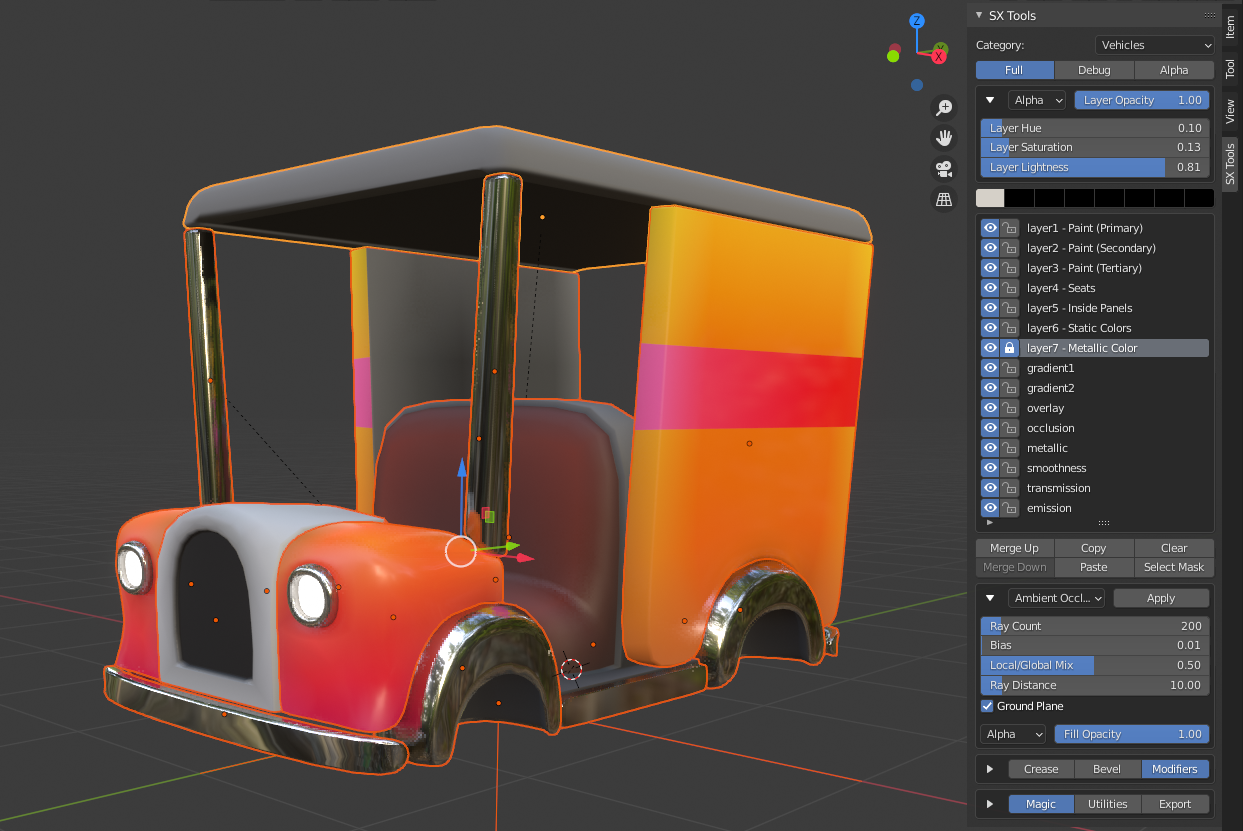 SX Tools
Category: Vehicles
Full Debug Alpha
Alpha Layer Opacity 1.00
Layer Hue 0.10
Layer Saturation 0.13
Layer Lightness 0.81
layer1 - Paint (Primary)
layer2 - Paint (Secondary)
layer3 - Paint (Tertiary)
layer4 - Seats
layer5 - Inside Panels
layer6 - Static Colors
layer7 - Metallic Color
gradient1
gradient2
overlay
occlusion
metallic
smoothness
transmission
emission
Merge Up Copy Clear
Merge Down Paste Select Mask
Ambient Occl... Apply
Ray Count 200
Bias 0.01
Local/Global Mix 0.50
Ray Distance 10.00
Ground Plane
Alpha Fill Opacity 1.00
Crease Bevel Modifiers
Magic Utilities Export
Item
Tool
View
SX Tools
Z
Y
X